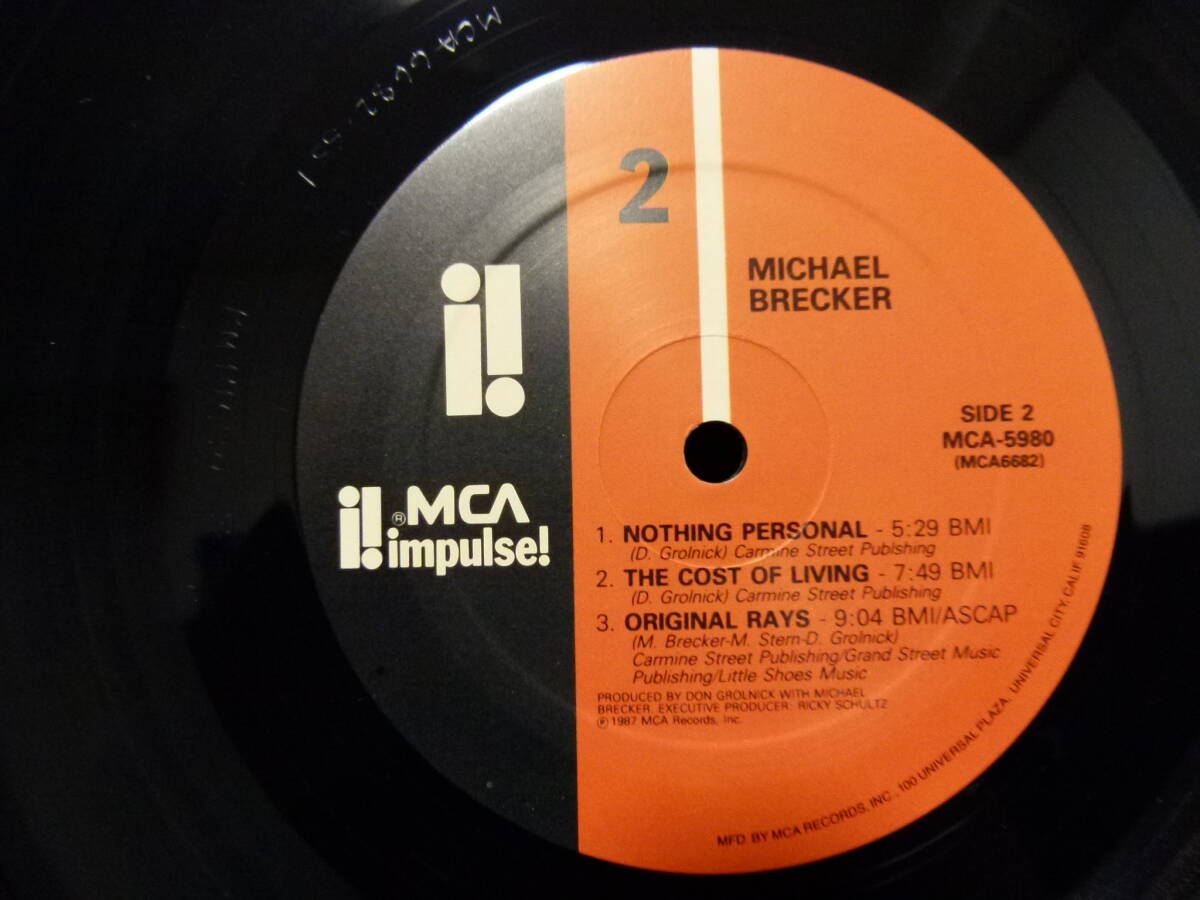 MCA 6682
2
MICHAEL
BRECKER
i!
SIDE 2
MCA-5980
(MCA6682)
i! ®MCA
impulse!
1. NOTHING PERSONAL - 5:29 BMI
(D. Grolnick) Carmine Street Publishing
2. THE COST OF LIVING - 7:49 BMI
(D. Grolnick) Carmine Street Publishing
3. ORIGINAL RAYS - 9:04 BMI/ASCAP
(M. Brecker-M. Stern-D. Grolnick)
Carmine Street Publishing/Grand Street Music
Publishing/Little Shoes Music
PRODUCED BY DON GROLNICK WITH MICHAEL
BRECKER. EXECUTIVE PRODUCER: RICKY SCHULTZ
℗ 1987 MCA Records, Inc.
MFD. BY MCA RECORDS, INC., 100 UNIVERSAL PLAZA, UNIVERSAL CITY, CALIF. 91608